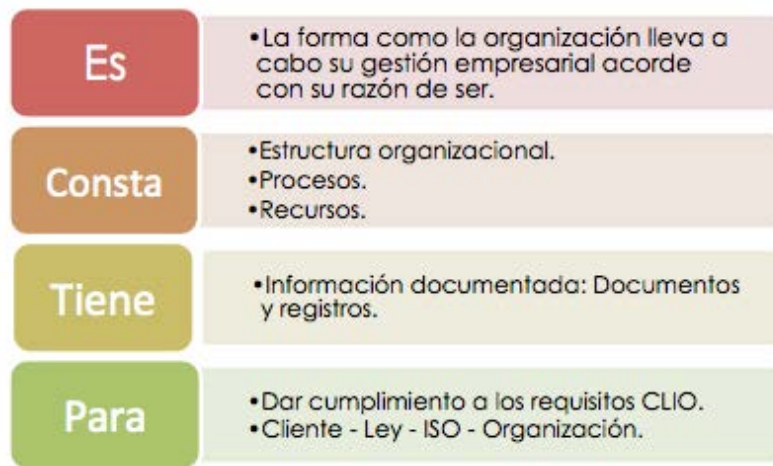 Es
•La forma como la organización lleva a
cabo su gestión empresarial acorde
con su razón de ser.
Consta
•Estructura organizacional.
•Procesos.
•Recursos.
Tiene
•Información documentada: Documentos
y registros.
Para
•Dar cumplimiento a los requisitos CLIO.
•Cliente - Ley - ISO - Organización.